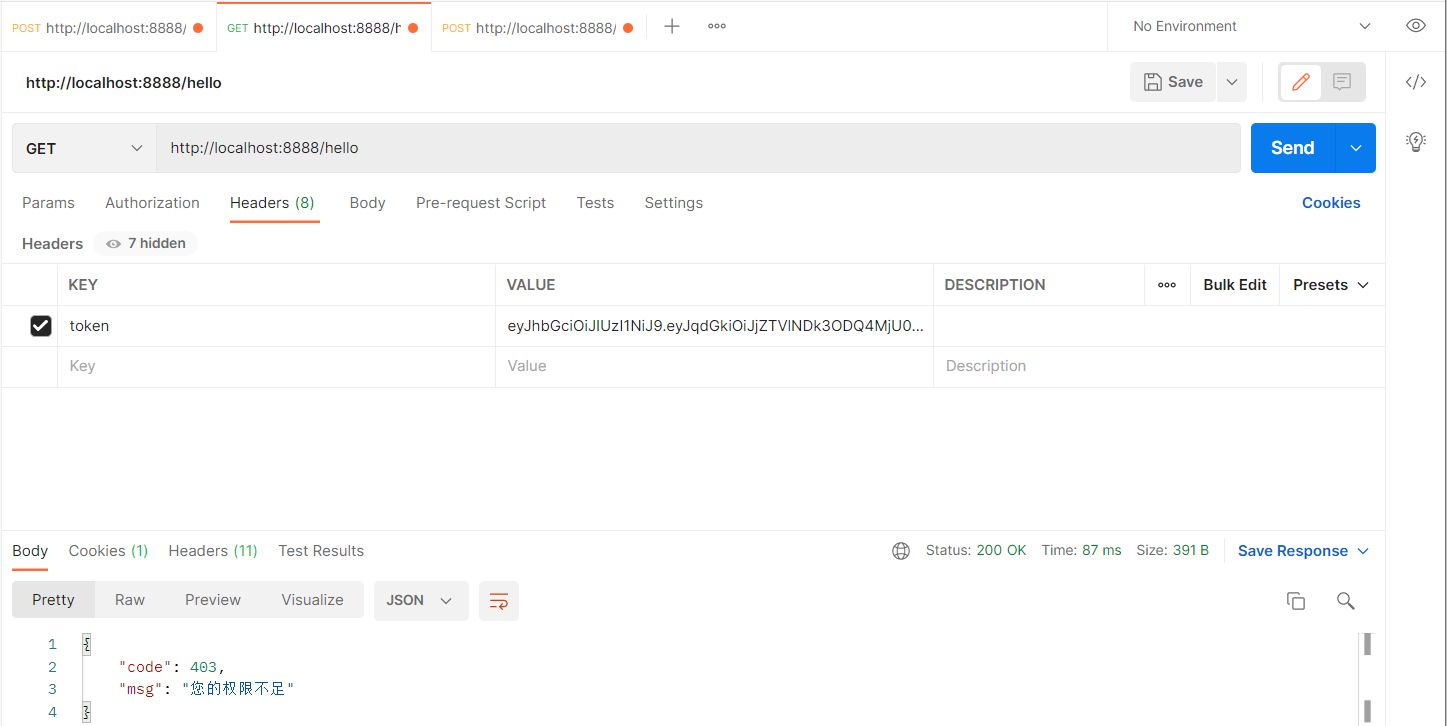 POST http://localhost:8888/ GET http://localhost:8888/h POST http://localhost:8888/ No Environment
http://localhost:8888/hello Save
GET http://localhost:8888/hello Send
Params Authorization Headers (8) Body Pre-request Script Tests Settings Cookies
Headers 7 hidden
KEY VALUE DESCRIPTION Bulk Edit Presets
token eyJhbGciOiJIUzI1NiJ9.eyJqdGkiOiJjZTVlNDk3ODQ4MjU0...
Key Value Description
Body Cookies (1) Headers (11) Test Results Status: 200 OK Time: 87 ms Size: 391 B Save Response
Pretty Raw Preview Visualize JSON
1 {
2 "code": 403,
3 "msg": "您的权限不足"
4 }